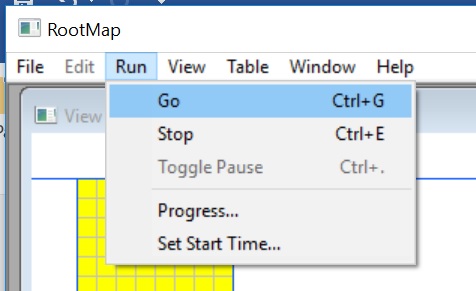 RootMap
File Edit Run View Table Window Help
Go Ctrl+G
Stop Ctrl+E
Toggle Pause Ctrl+.
Progress...
Set Start Time...
View